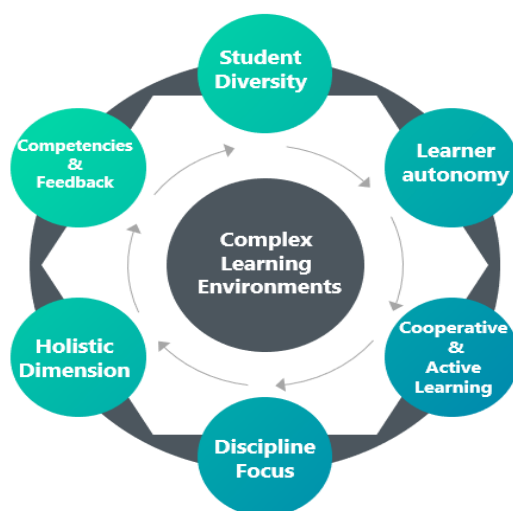 Student
Diversity
Learner
autonomy
Cooperative
&
Active
Learning
Discipline
Focus
Holistic
Dimension
Competencies
&
Feedback
Complex
Learning
Environments